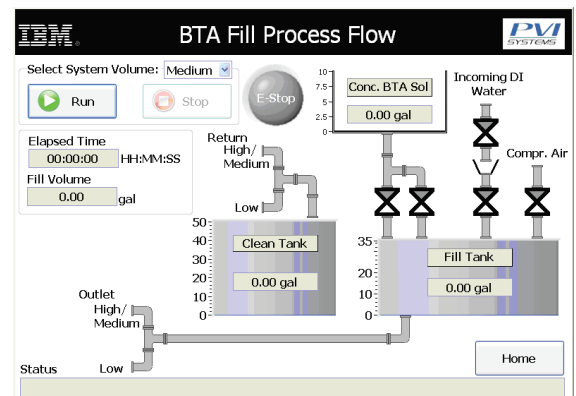 IBM®
BTA Fill Process Flow
PVI
SYSTEMS
Select System Volume: Medium
Run
Stop
E-Stop
10
7.5
5
2.5
0
Conc. BTA Sol
0.00 gal
Incoming DI
Water
Compr. Air
Elapsed Time
00:00:00 HH:MM:SS
Fill Volume
0.00 gal
Return
High/
Medium
Low
50
40
30
20
10
0
Clean Tank
0.00 gal
35
20
10
0
Fill Tank
0.00 gal
Outlet
High/
Medium
Low
Home
Status